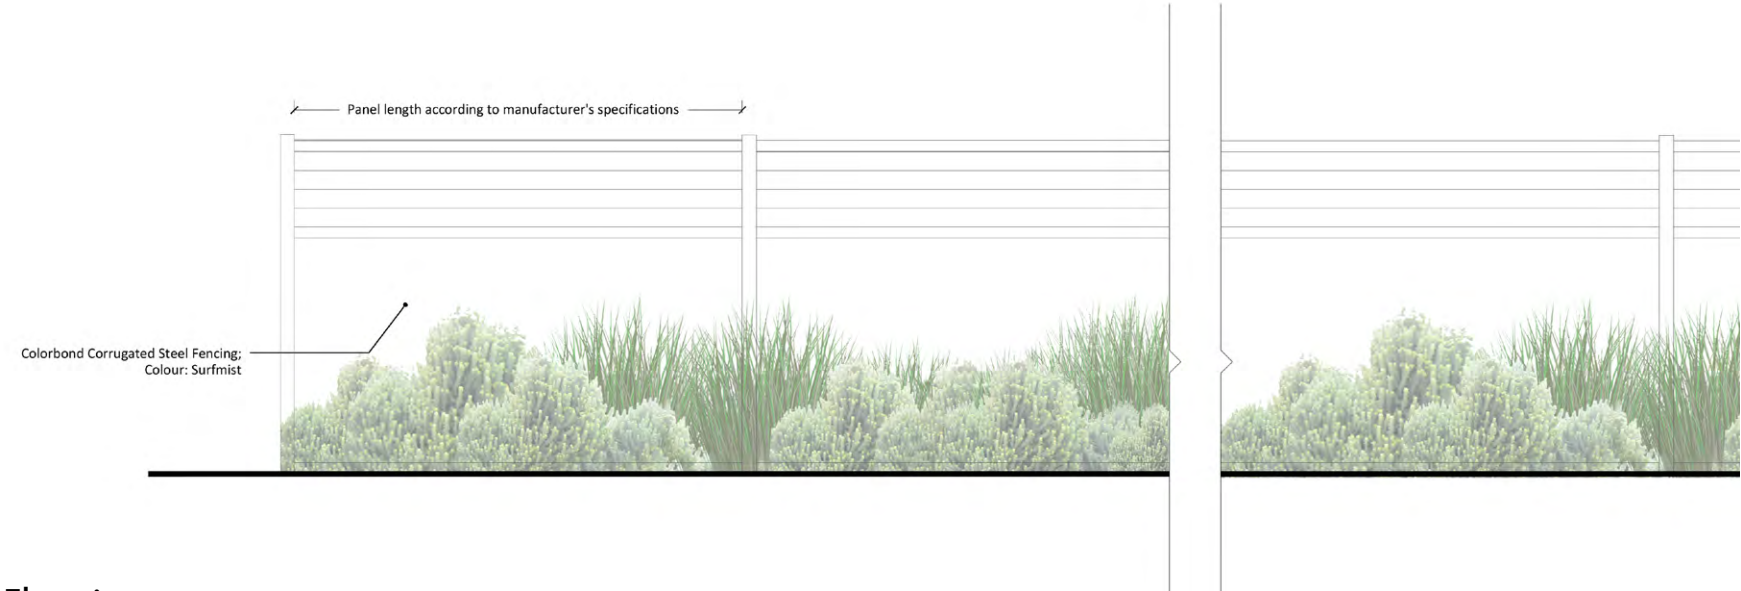 Panel length according to manufacturer's specifications
Colorbond Corrugated Steel Fencing;
Colour: Surfmist